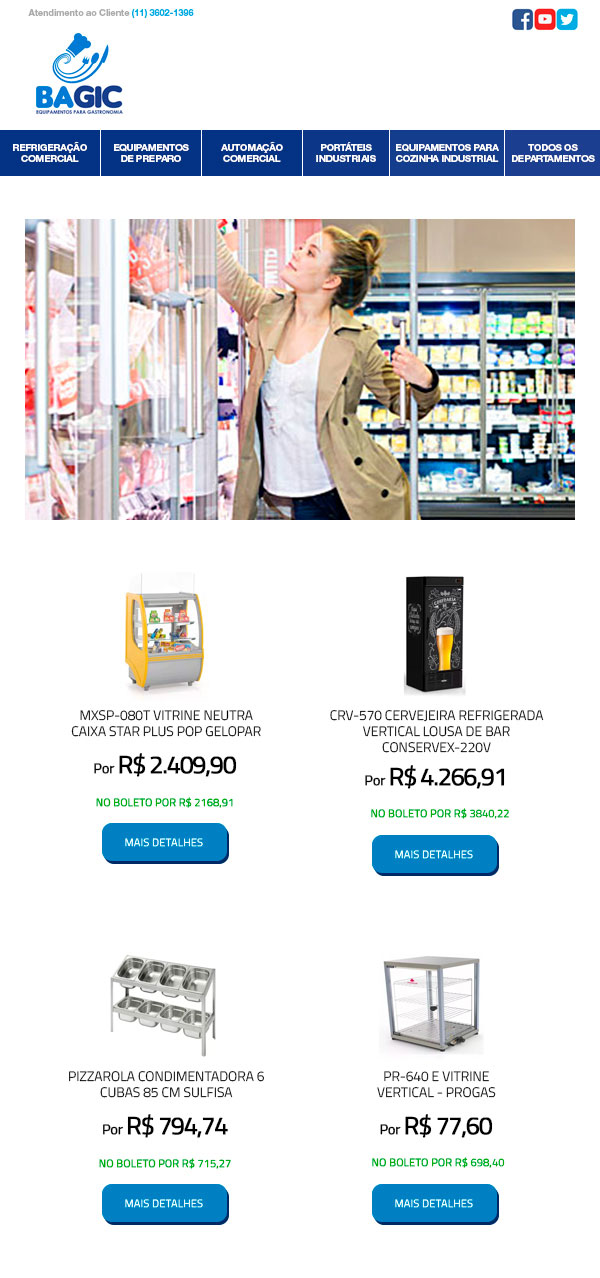 Atendimento ao Cliente (11) 3602-1396
BAGIC
EQUIPAMENTOS PARA GASTRONOMIA
REFRIGERAÇÃO
COMERCIAL
EQUIPAMENTOS
DE PREPARO
AUTOMAÇÃO
COMERCIAL
PORTÁTEIS
INDUSTRIAIS
EQUIPAMENTOS PARA
COZINHA INDUSTRIAL
TODOS OS
DEPARTAMENTOS
MXSP-080T VITRINE NEUTRA
CAIXA STAR PLUS POP GELOPAR
Por R$ 2.409,90
NO BOLETO POR R$ 2168,91
MAIS DETALHES
CONFRARIA
CRV-570 CERVEJEIRA REFRIGERADA
VERTICAL LOUSA DE BAR
CONSERVEX-220V
Por R$ 4.266,91
NO BOLETO POR R$ 3840,22
MAIS DETALHES
PIZZAROLA CONDIMENTADORA 6
CUBAS 85 CM SULFISA
Por R$ 794,74
NO BOLETO POR R$ 715,27
MAIS DETALHES
PR-640 E VITRINE
VERTICAL - PROGAS
Por R$ 77,60
NO BOLETO POR R$ 698,40
MAIS DETALHES